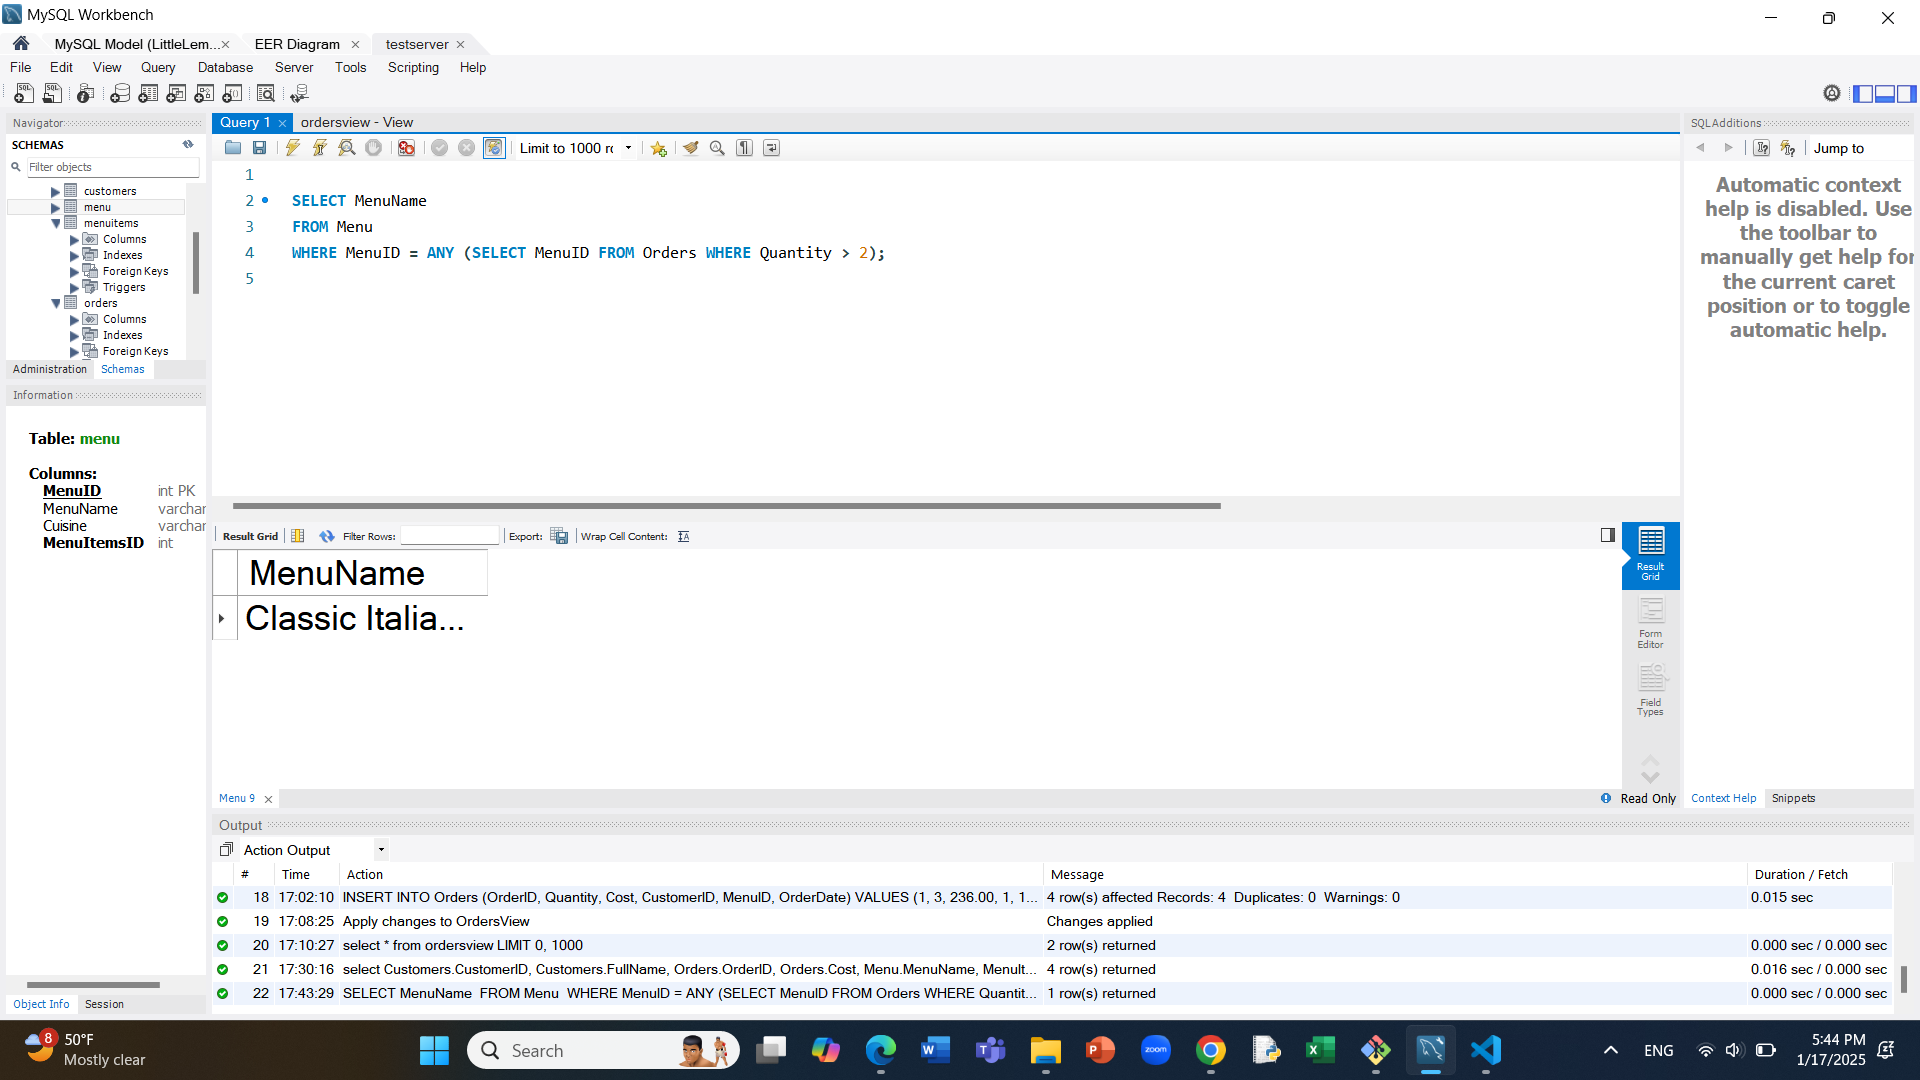 MySQL Workbench
MySQL Model (LittleLem...
EER Diagram
testserver
File Edit View Query Database Server Tools Scripting Help
Navigator
SCHEMAS
Filter objects
customers
menu
menuitems
Columns
Indexes
Foreign Keys
Triggers
orders
Columns
Indexes
Foreign Keys
Administration Schemas
Information
Table: menu
Columns:
MenuID int PK
MenuName varchar
Cuisine varchar
MenuItemsID int
Object Info Session
Query 1
ordersview - View
Limit to 1000 rc
1
2 SELECT MenuName
3 FROM Menu
4 WHERE MenuID = ANY (SELECT MenuID FROM Orders WHERE Quantity > 2);
5
Result Grid Filter Rows: Export: Wrap Cell Content:
MenuName
Classic Italia...
Result
Grid
Form
Editor
Field
Types
Menu 9
Read Only
SQLAdditions
Jump to
Automatic context
help is disabled. Use
the toolbar to
manually get help for
the current caret
position or to toggle
automatic help.
Context Help Snippets
Output
Action Output
# Time Action Message Duration / Fetch
18 17:02:10 INSERT INTO Orders (OrderID, Quantity, Cost, CustomerID, MenuID, OrderDate) VALUES (1, 3, 236.00, 1, 1... 4 row(s) affected Records: 4 Duplicates: 0 Warnings: 0 0.015 sec
19 17:08:25 Apply changes to OrdersView Changes applied
20 17:10:27 select * from ordersview LIMIT 0, 1000 2 row(s) returned 0.000 sec / 0.000 sec
21 17:30:16 select Customers.CustomerID, Customers.FullName, Orders.OrderID, Orders.Cost, Menu.MenuName, MenuIt... 4 row(s) returned 0.016 sec / 0.000 sec
22 17:43:29 SELECT MenuName FROM Menu WHERE MenuID = ANY (SELECT MenuID FROM Orders WHERE Quantit... 1 row(s) returned 0.000 sec / 0.000 sec
8
50°F
Mostly clear
Search
zoom
ENG
5:44 PM
1/17/2025